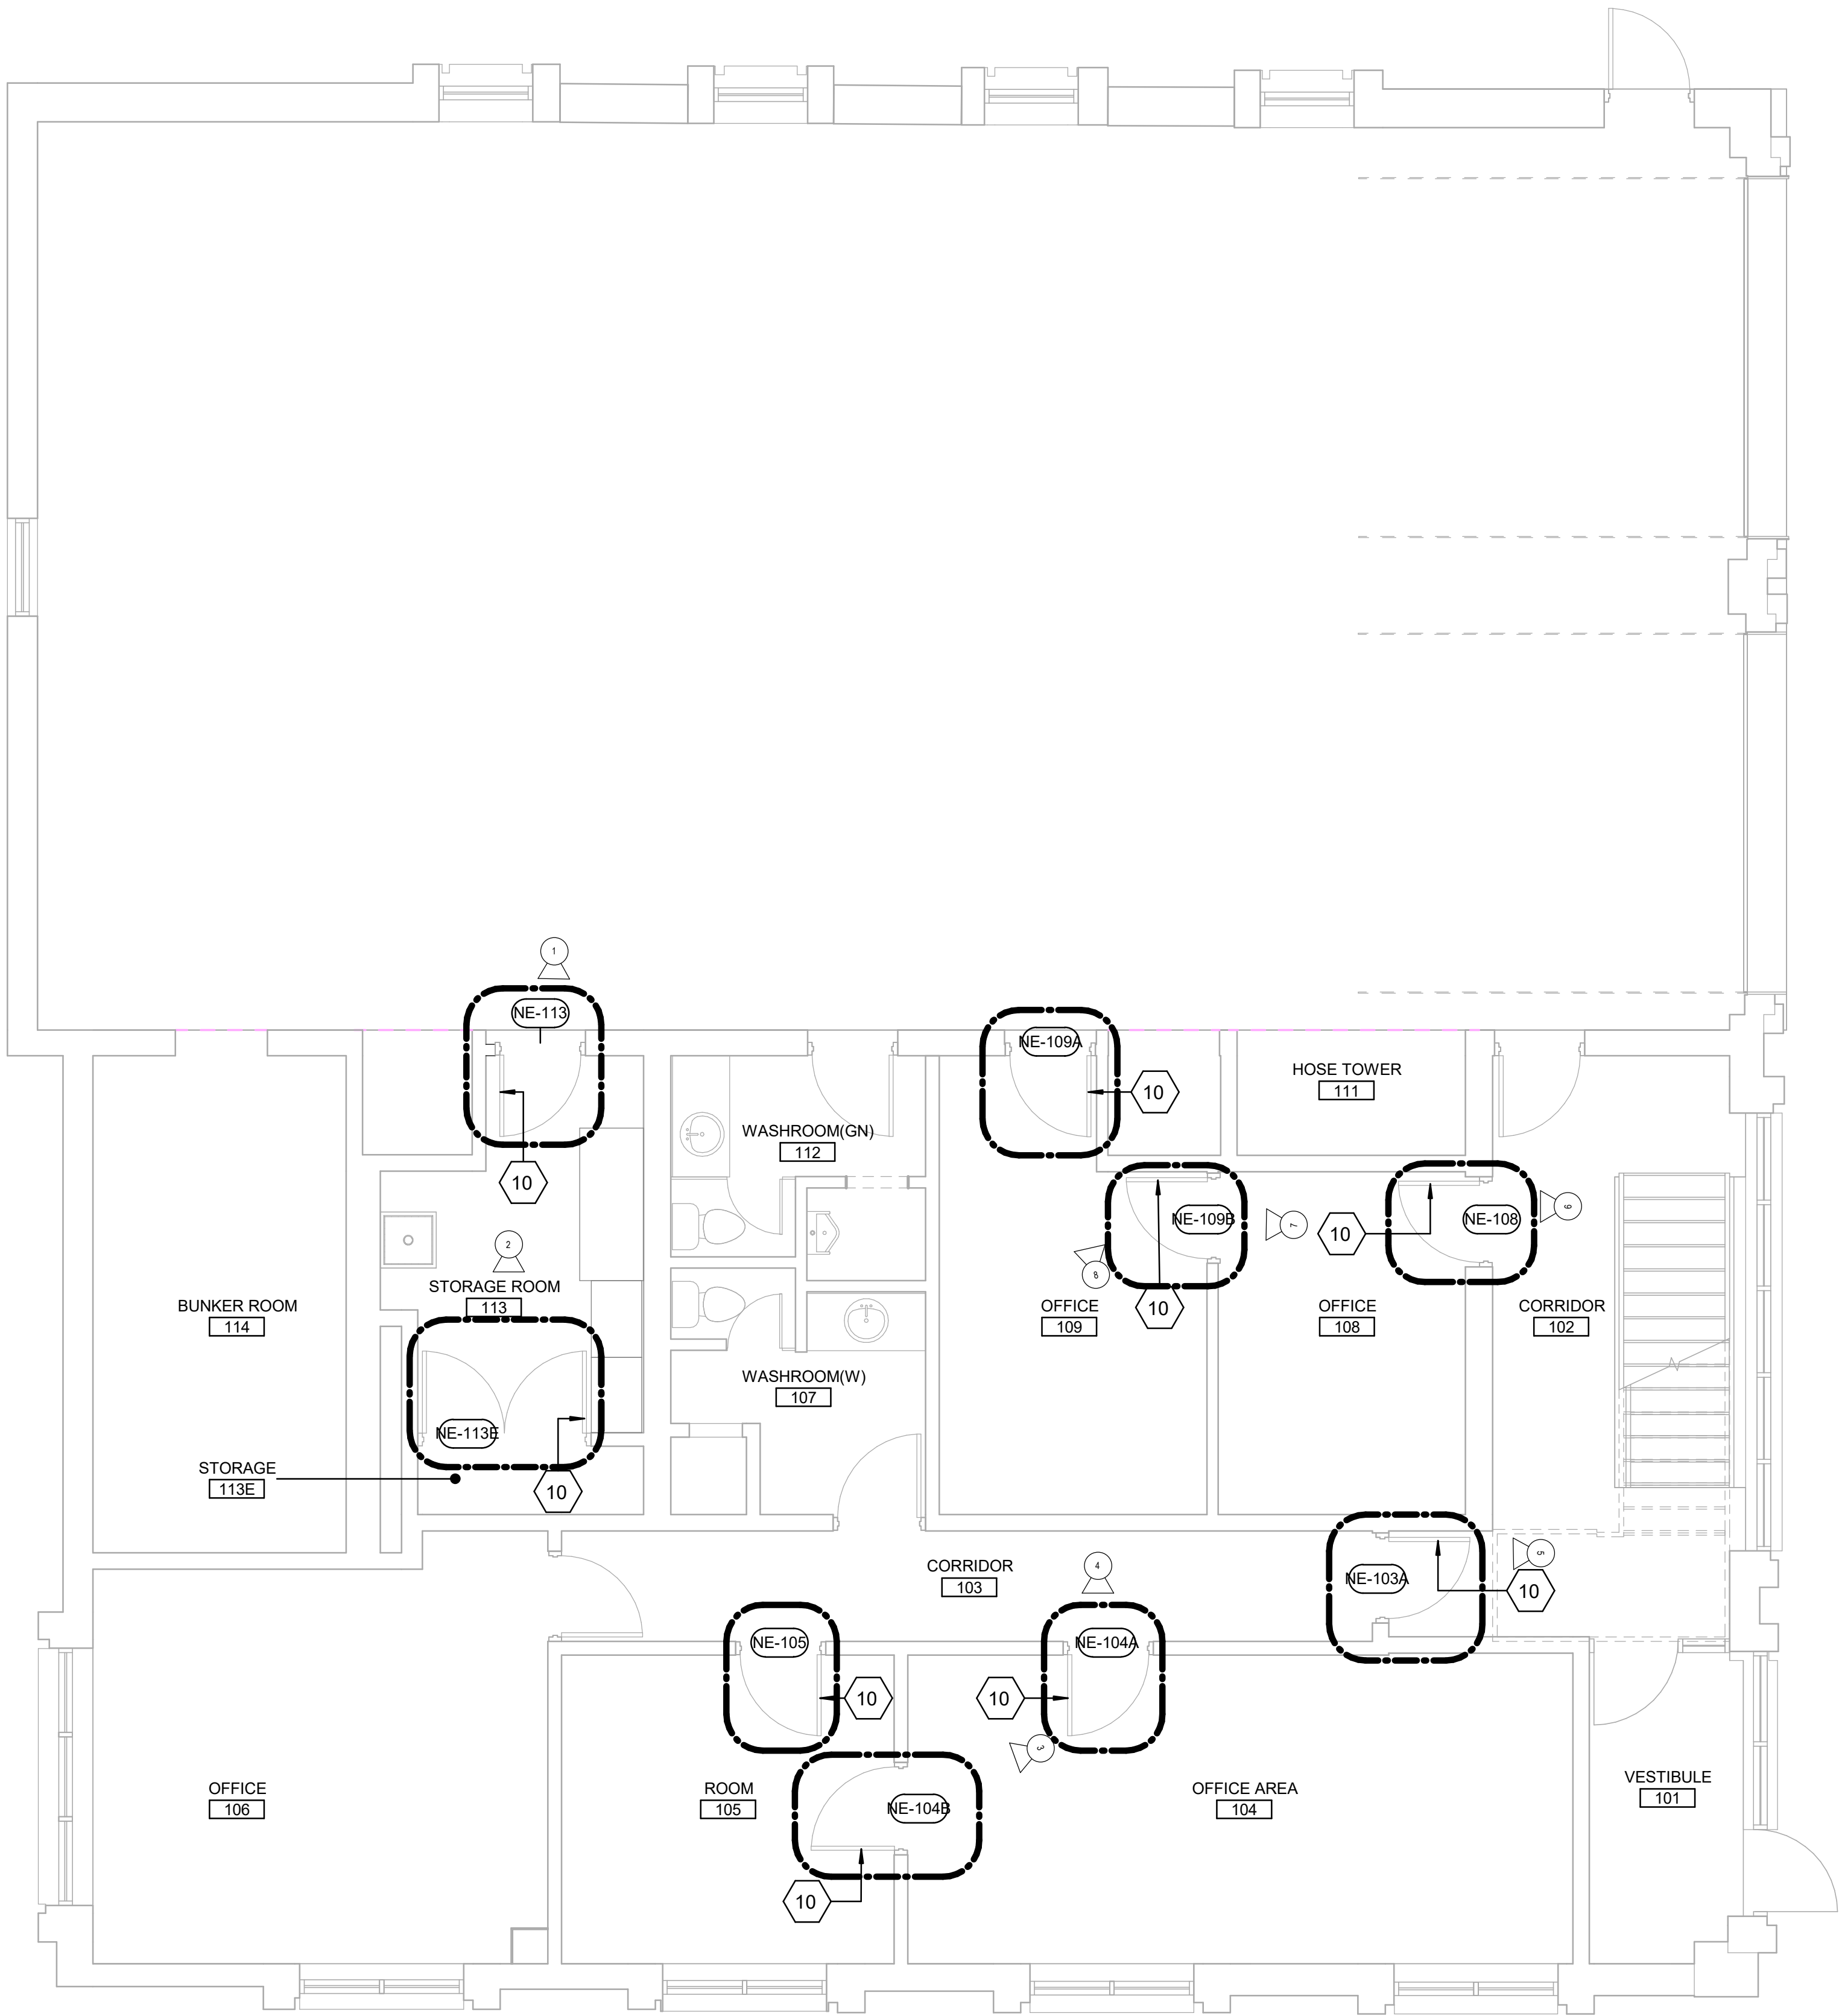 1
NE-113
NE-109A
HOSE TOWER
111
10
10
WASHROOM(GN)
112
10
NE-109B
NE-108
6
7
10
2
8
STORAGE ROOM
113
BUNKER ROOM
114
OFFICE
109
10
OFFICE
108
CORRIDOR
102
WASHROOM(W)
107
NE-113E
STORAGE
113E
10
CORRIDOR
103
4
NE-103A
5
10
NE-105
NE-104A
10
10
3
OFFICE
106
ROOM
105
NE-104B
OFFICE AREA
104
VESTIBULE
101
10